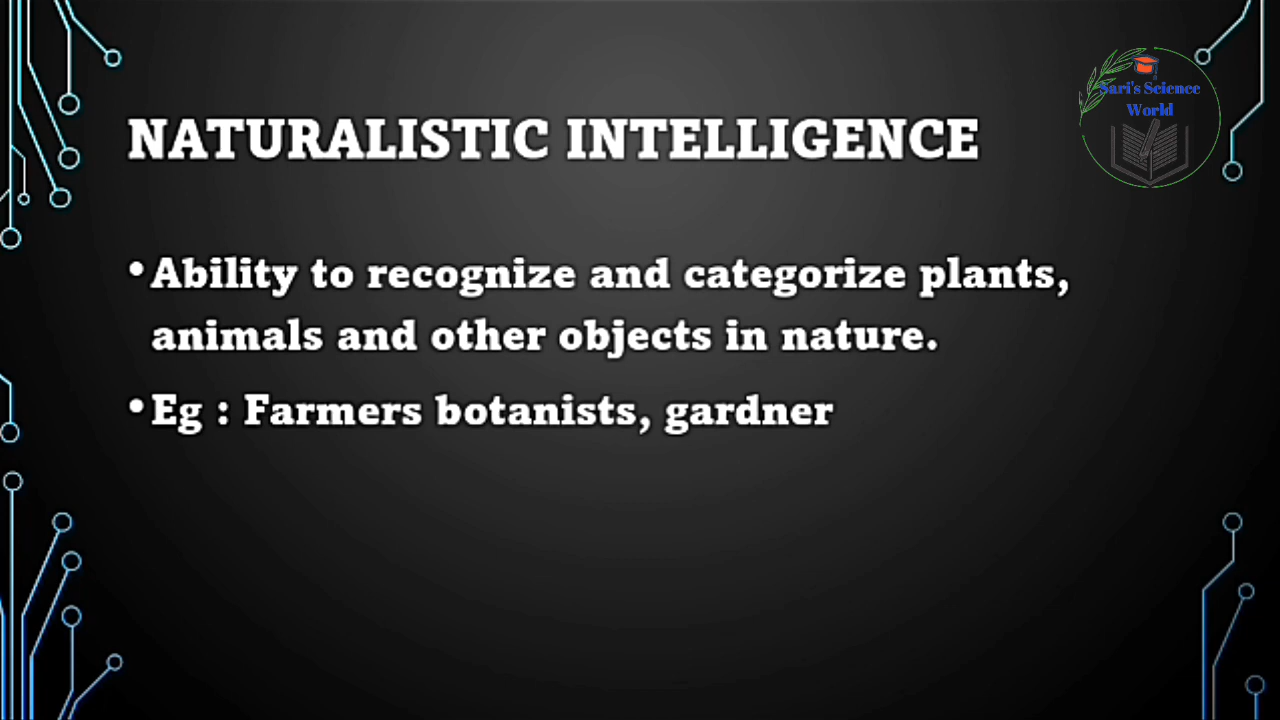 Sari's Science
World
NATURALISTIC INTELLIGENCE
•Ability to recognize and categorize plants,
animals and other objects in nature.
•Eg : Farmers botanists, gardner